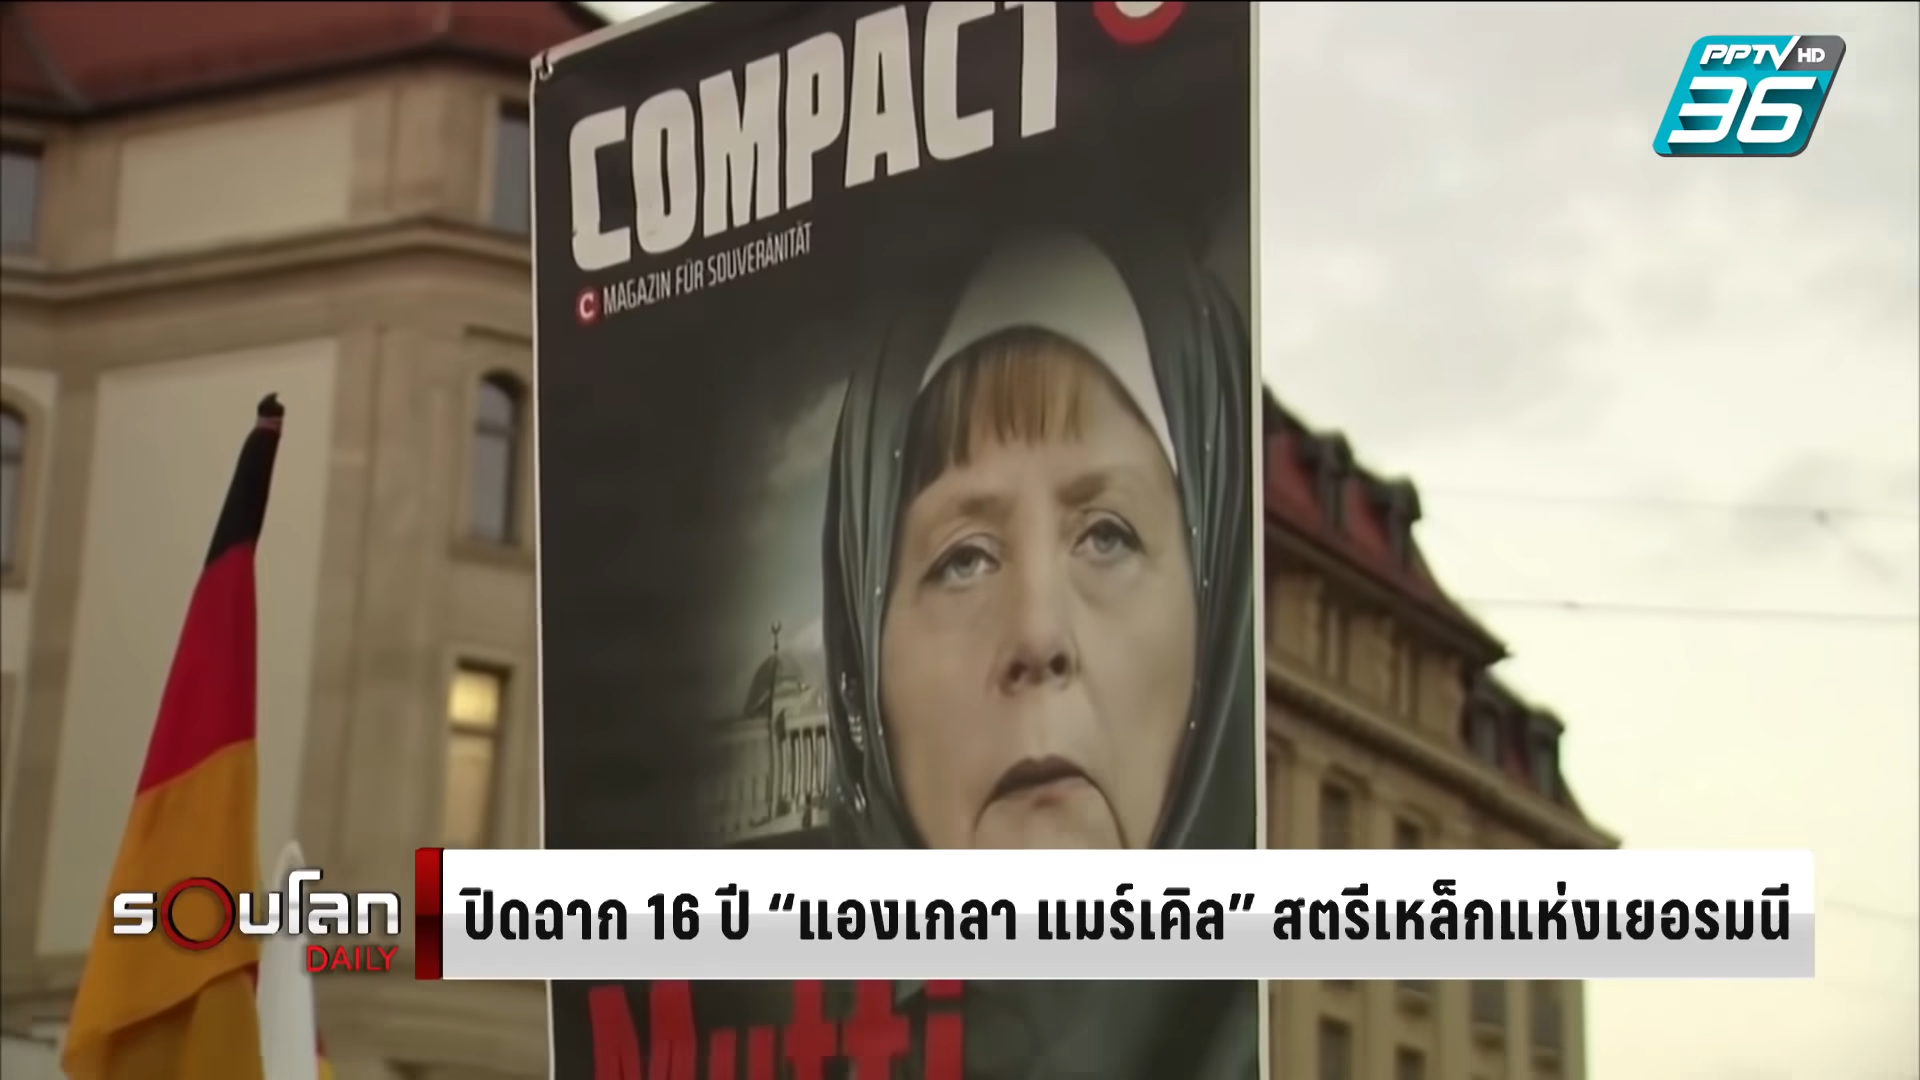 COMPACT
C MAGAZIN FÜR SOUVERÄNITÄT
PPTV HD
36
รอบโลก
DAILY
ปิดฉาก 16 ปี “แองเกลา แมร์เคิล” สตรีเหล็กแห่งเยอรมนี
Mutti